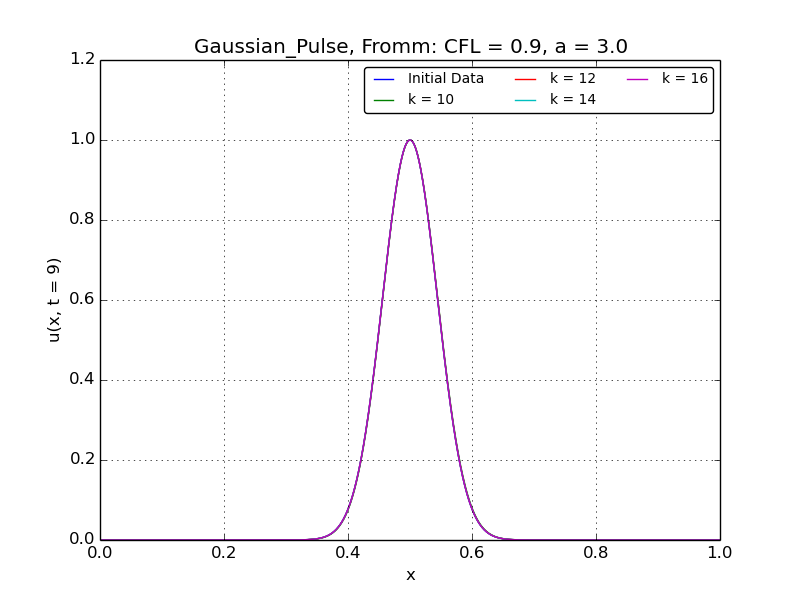 Gaussian_Pulse, Fromm: CFL = 0.9, a = 3.0
Initial Data
k = 10
k = 12
k = 14
k = 16
1.2
1.0
0.8
0.6
0.4
0.2
0.0
u(x, t = 9)
0.0 0.2 0.4 0.6 0.8 1.0
x